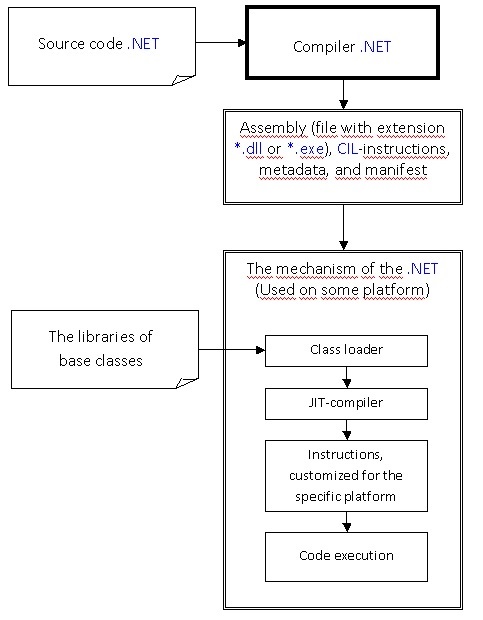 Source code .NET
Compiler .NET
Assembly (file with extension
*.dll or *.exe), CIL-instructions,
metadata, and manifest
The mechanism of the .NET
(Used on some platform)
The libraries of
base classes
Class loader
JIT-compiler
Instructions,
customized for the
specific platform
Code execution